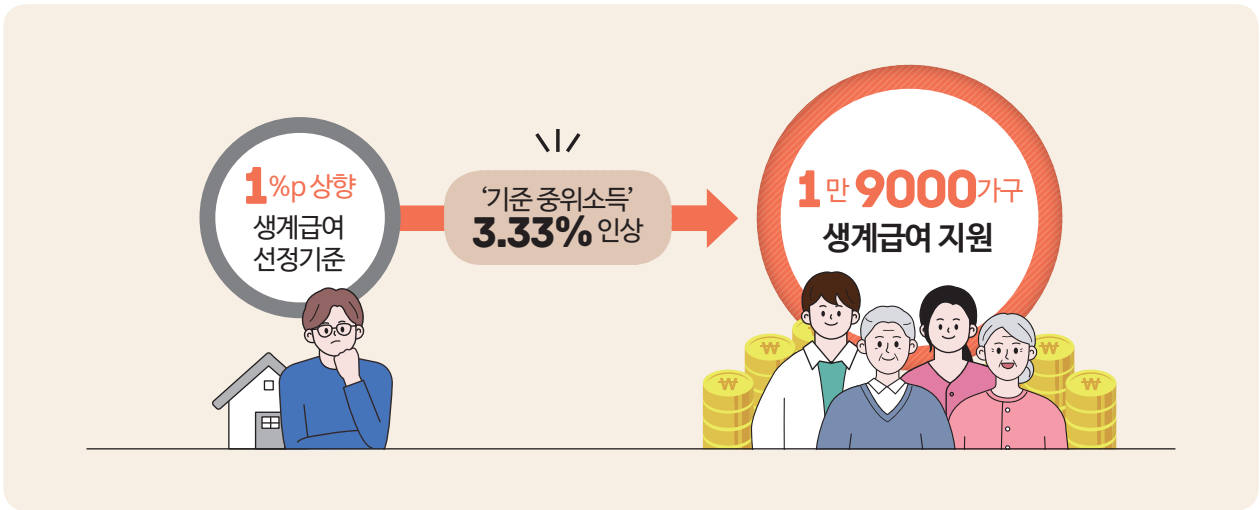 1%p 상향
생계급여
선정기준
‘기준 중위소득’
3.33% 인상
1만 9000가구
생계급여 지원
₩
₩
₩
₩